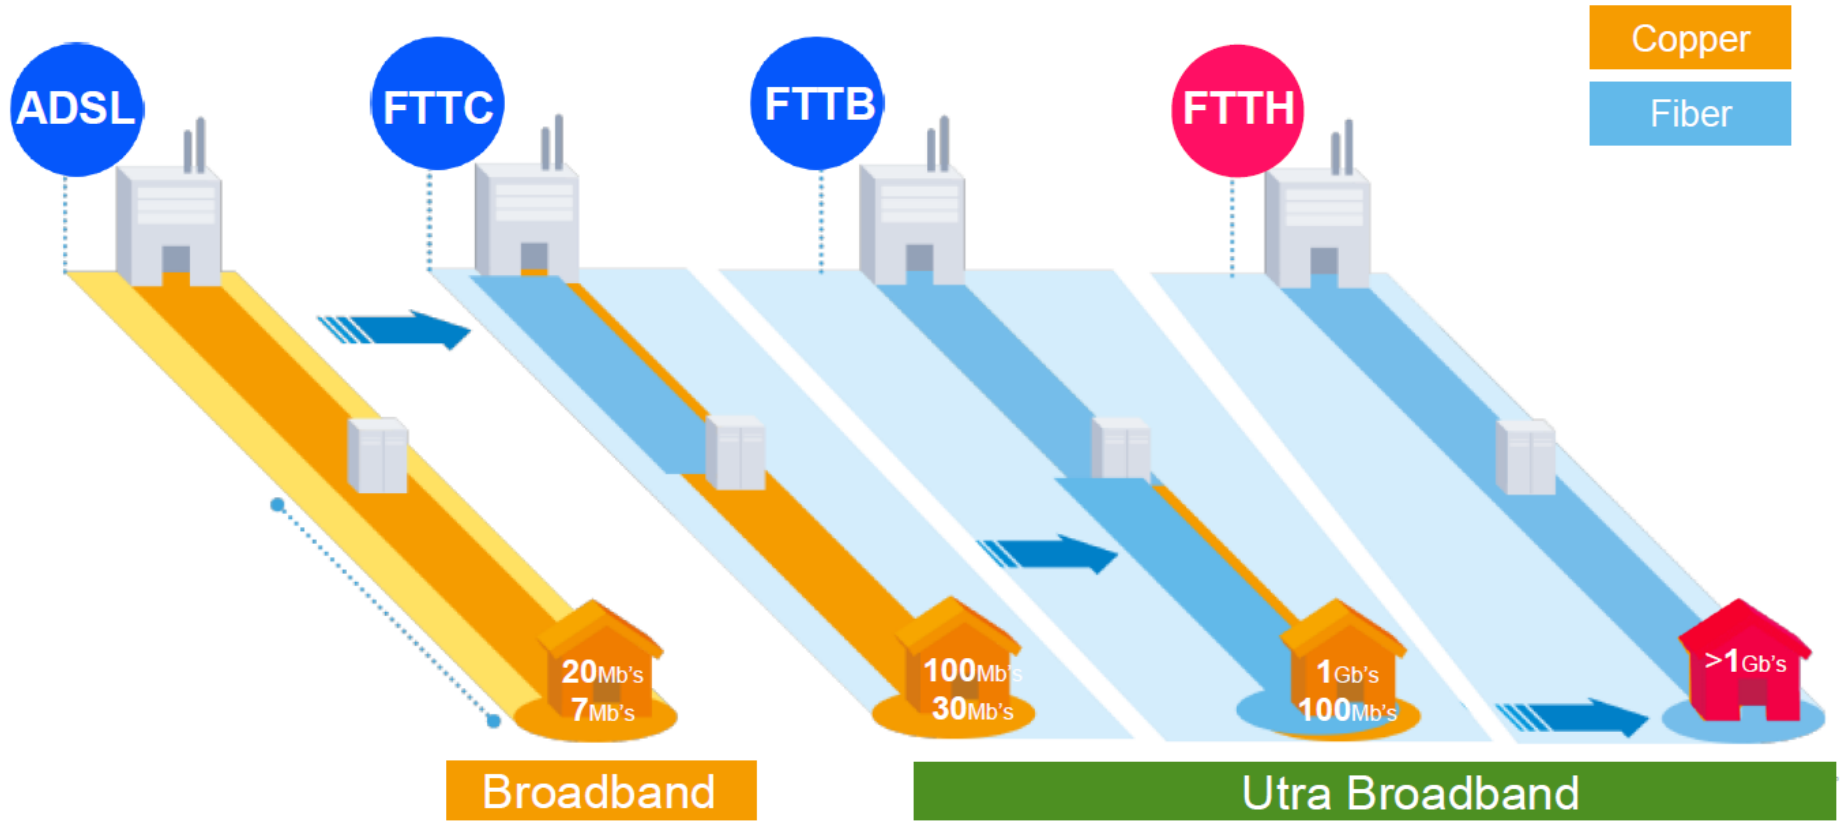 ADSL
FTTC
FTTB
FTTH
Copper
Fiber
20Mb's
7Mb's
100Mb's
30Mb's
1Gb's
100Mb's
>1Gb's
Broadband
Utra Broadband